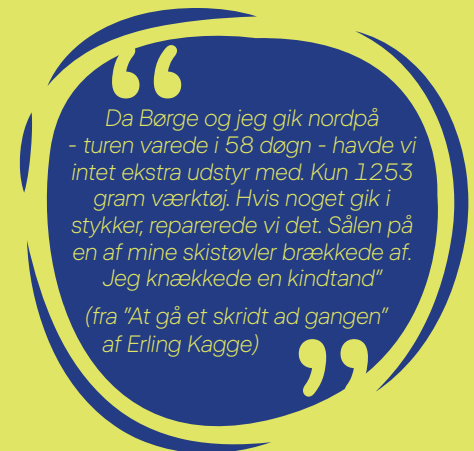 Da Børge og jeg gik nordpå
- turen varede i 58 døgn - havde vi
intet ekstra udstyr med. Kun 1253
gram værktøj. Hvis noget gik i
stykker, reparerede vi det. Sålen på
en af mine skistøvler brækkede af.
Jeg knækkede en kindtand”
(fra ”At gå et skridt ad gangen”
af Erling Kagge)